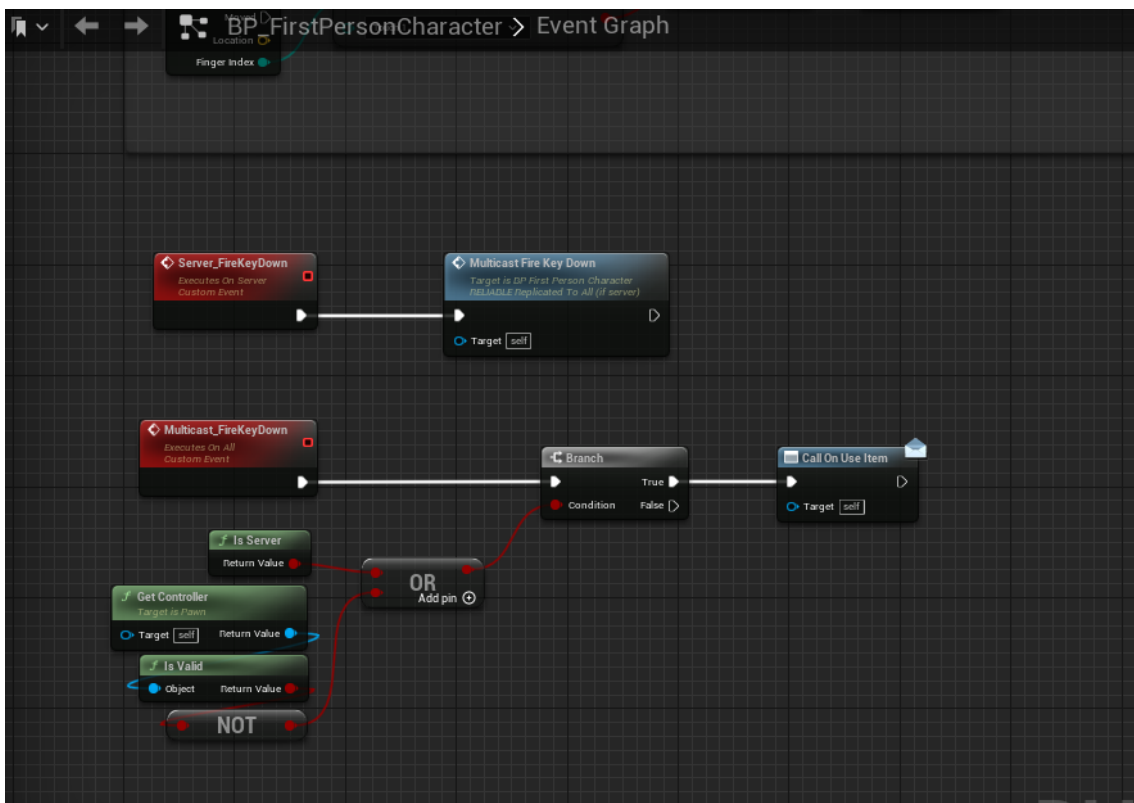 BP_FirstPersonCharacter > Event Graph
Location
Finger Index
Server_FireKeyDown
Executes On Server
Custom Event
Multicast Fire Key Down
Target is BP First Person Character
RELIABLE Replicated To All (if server)
Target self
Multicast_FireKeyDown
Executes On All
Custom Event
Branch
True
Condition False
Call On Use Item
Target self
Is Server
Return Value
OR
Add pin
Get Controller
Target is Pawn
Target self Return Value
Is Valid
Object Return Value
NOT